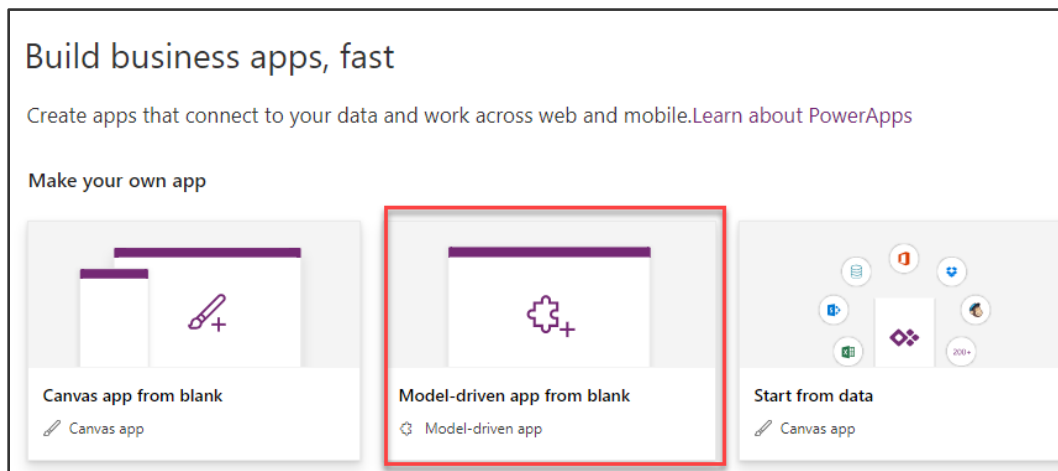 Build business apps, fast
Create apps that connect to your data and work across web and mobile.Learn about PowerApps
Make your own app
200+
Canvas app from blank
Canvas app
Model-driven app from blank
Model-driven app
Start from data
Canvas app